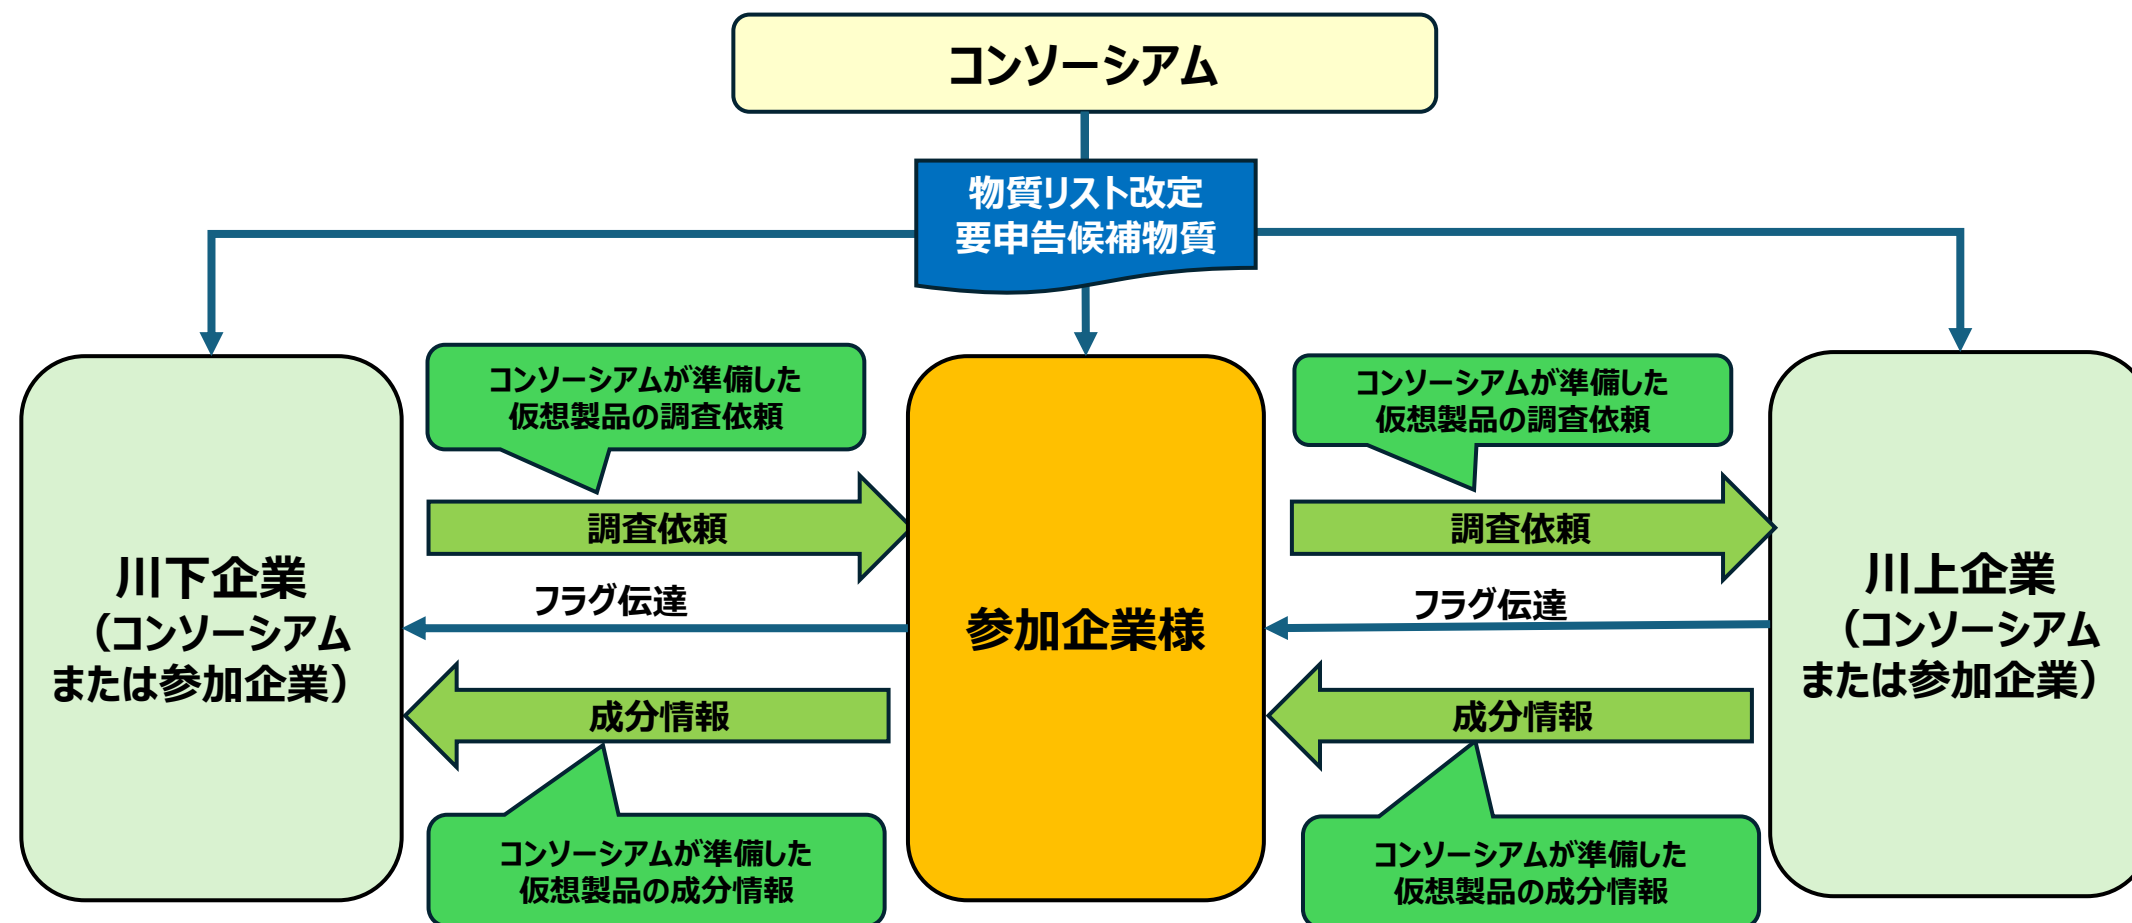 コンソーシアム
物質リスト改定
要申告候補物質
川下企業
（コンソーシアム
または参加企業）
コンソーシアムが準備した
仮想製品の調査依頼
調査依頼
フラグ伝達
成分情報
コンソーシアムが準備した
仮想製品の成分情報
参加企業様
コンソーシアムが準備した
仮想製品の調査依頼
調査依頼
フラグ伝達
成分情報
コンソーシアムが準備した
仮想製品の成分情報
川上企業
（コンソーシアム
または参加企業）